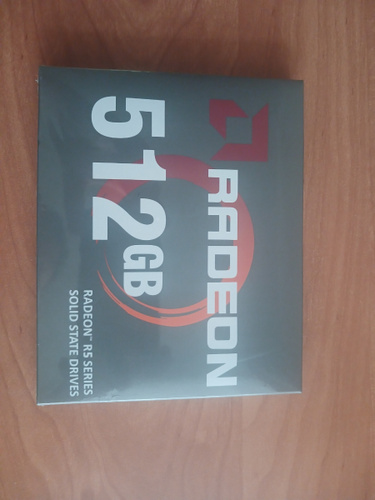 RADEON
512GB
RADEON™ R5 SERIES
SOLID STATE DRIVES